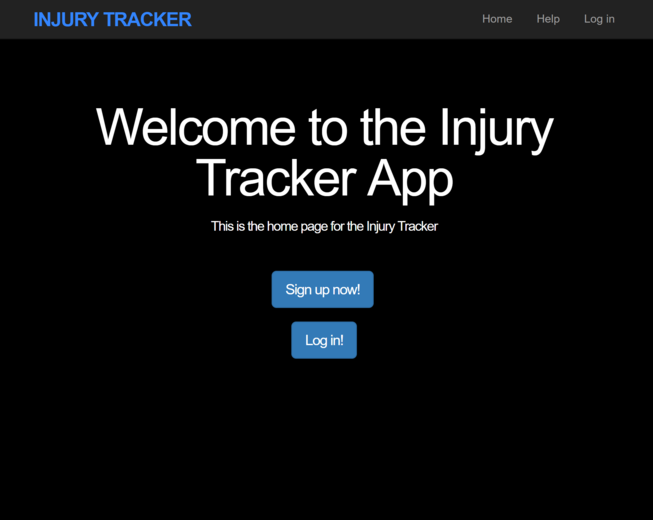 INJURY TRACKER
Home
Help
Log in
Welcome to the Injury
Tracker App
This is the home page for the Injury Tracker
Sign up now!
Log in!